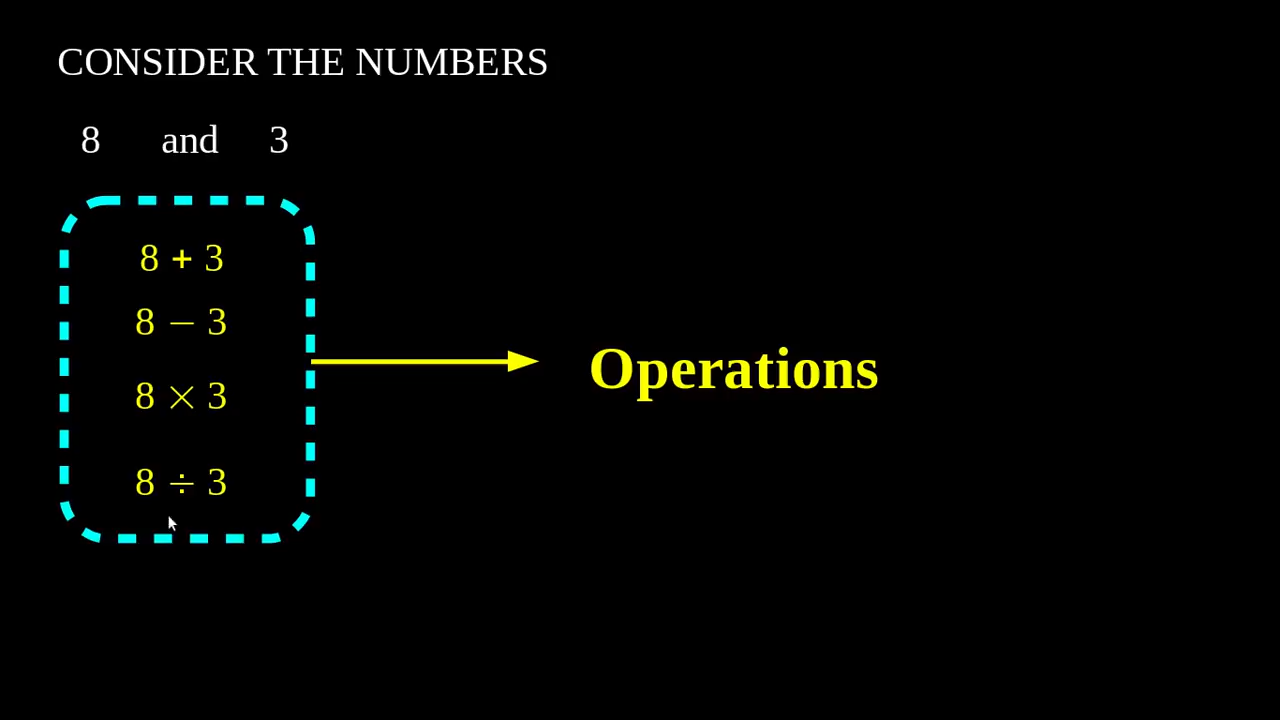 CONSIDER THE NUMBERS
8 and 3
8 + 3
8 − 3
8 × 3
8 ÷ 3
Operations